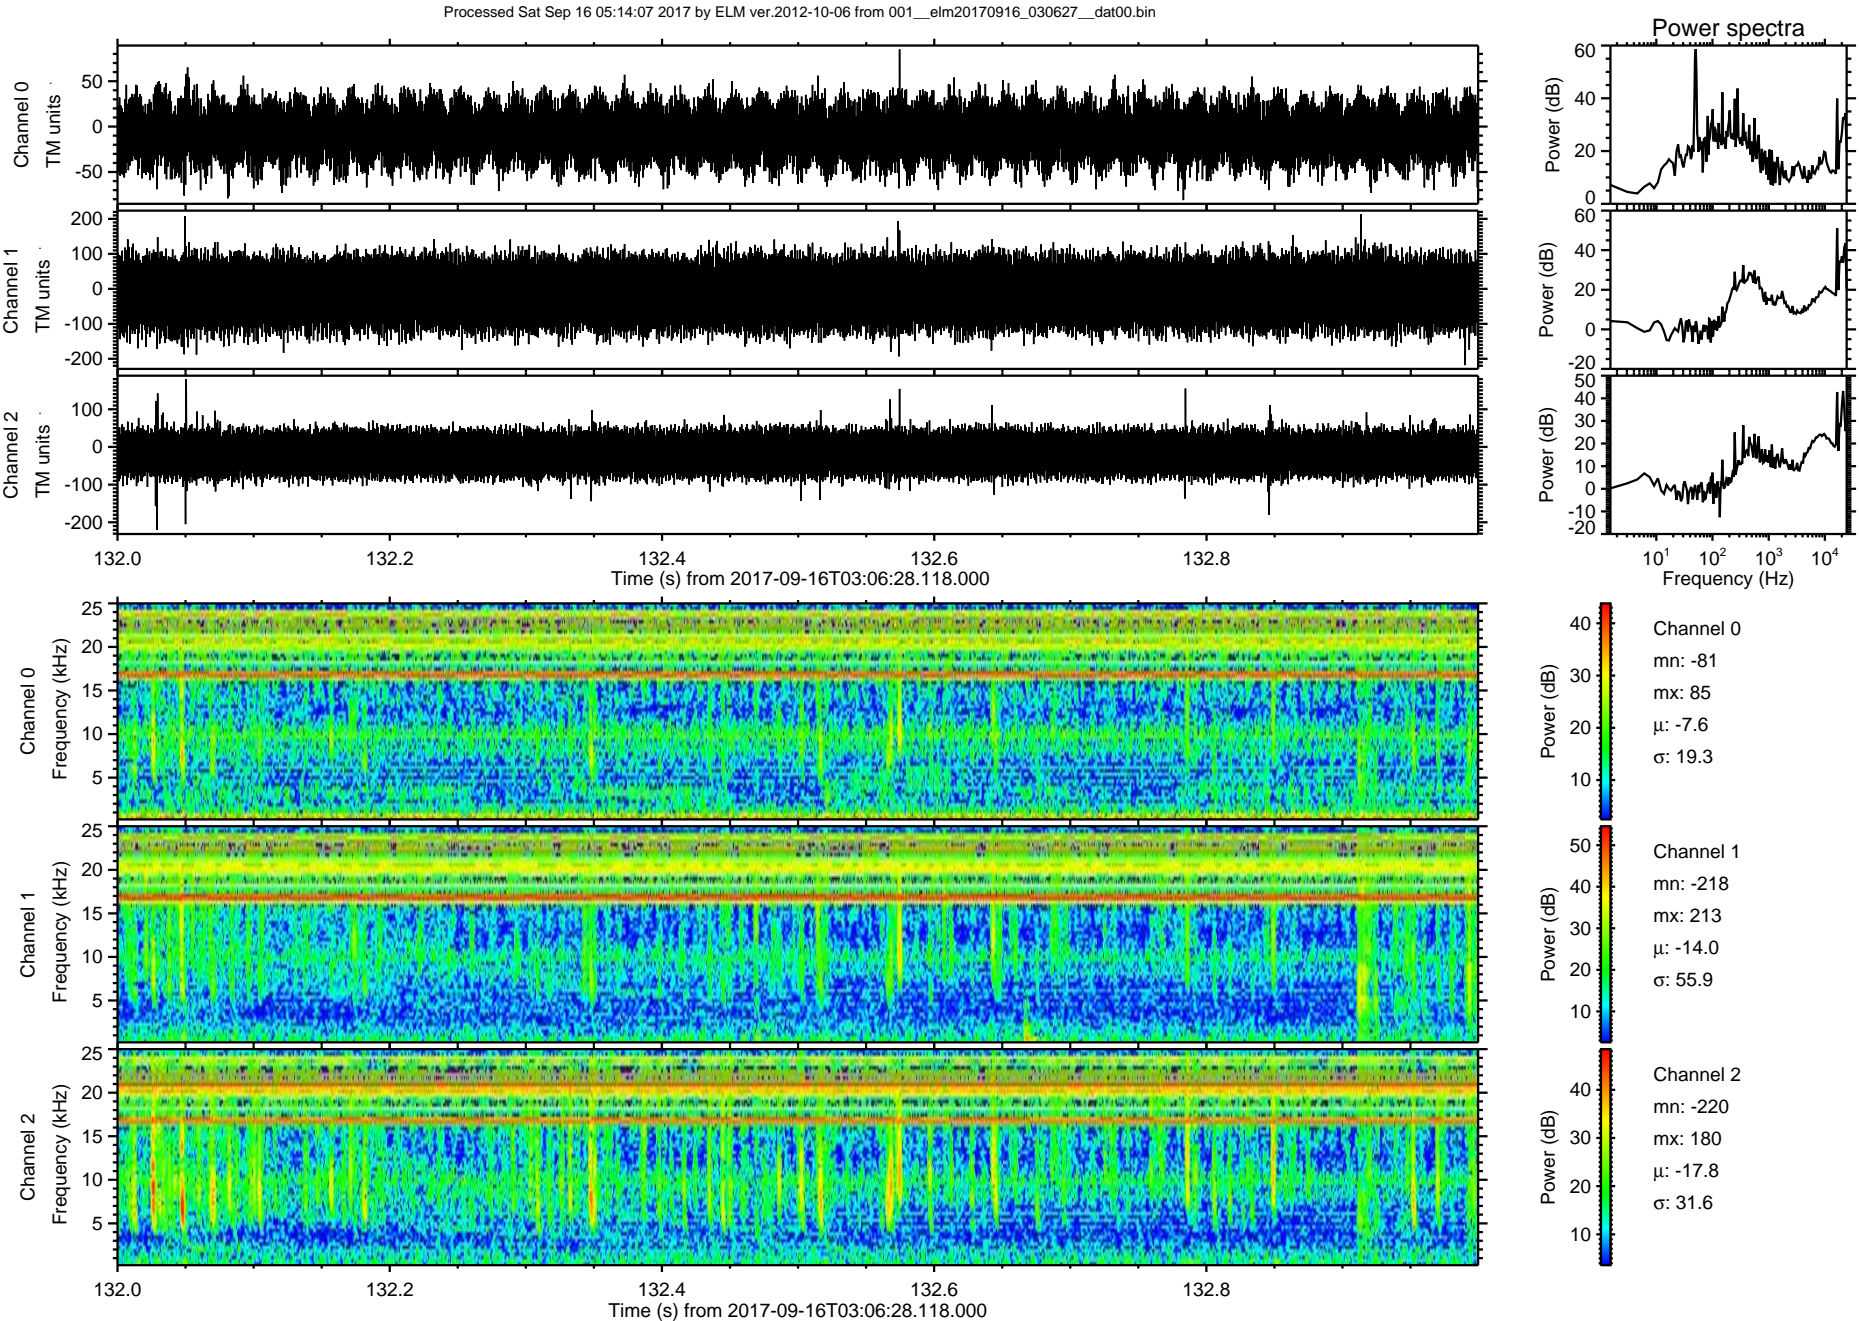 Processed Sat Sep 16 05:14:07 2017 by ELM ver.2012-10-06 from 001__elm20170916_030627__dat00.bin
Power spectra
Channel 0
TM units
50
0
-50
Power (dB)
60
40
20
0
Channel 1
TM units
200
100
0
-100
-200
Power (dB)
60
40
20
0
-20
Channel 2
TM units
100
0
-100
-200
Power (dB)
50
40
30
20
10
0
-10
-20
132.0 132.2 132.4 132.6 132.8
Time (s) from 2017-09-16T03:06:28.118.000
10^1 10^2 10^3 10^4
Frequency (Hz)
Channel 0
Frequency (kHz)
25
20
15
10
5
Power (dB)
40
30
20
10
Channel 0
mn: -81
mx: 85
μ: -7.6
σ: 19.3
Channel 1
Frequency (kHz)
25
20
15
10
5
Power (dB)
50
40
30
20
10
Channel 1
mn: -218
mx: 213
μ: -14.0
σ: 55.9
Channel 2
Frequency (kHz)
25
20
15
10
5
Power (dB)
40
30
20
10
Channel 2
mn: -220
mx: 180
μ: -17.8
σ: 31.6
132.0 132.2 132.4 132.6 132.8
Time (s) from 2017-09-16T03:06:28.118.000